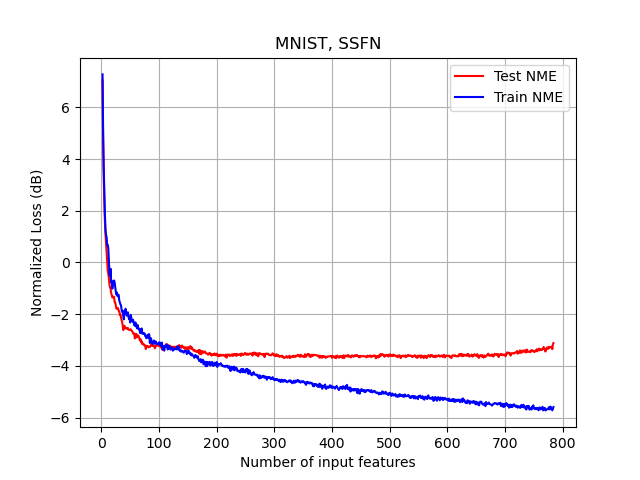 MNIST, SSFN
Test NME
Train NME
Normalized Loss (dB)
6
4
2
0
−2
−4
−6
0 100 200 300 400 500 600 700 800
Number of input features